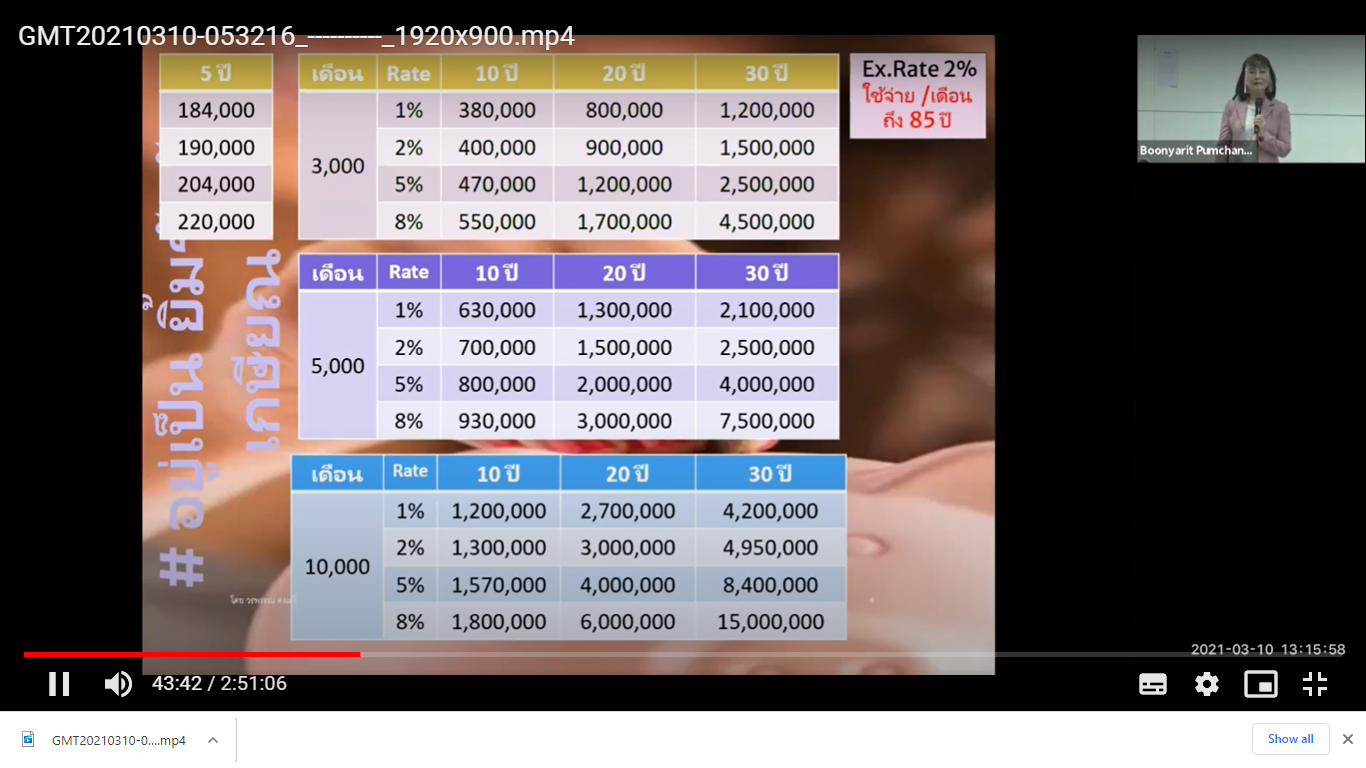 GMT20210310-053216_----------_1920x900.mp4
5 ปี
184,000
190,000
204,000
220,000
เดือน Rate 10 ปี 20 ปี 30 ปี
3,000
1% 380,000 800,000 1,200,000
2% 400,000 900,000 1,500,000
5% 470,000 1,200,000 2,500,000
8% 550,000 1,700,000 4,500,000
Ex.Rate 2%
ใช้จ่าย /เดือน
ถึง 85 ปี
Boonyarit Pumchan...
เดือน Rate 10 ปี 20 ปี 30 ปี
5,000
1% 630,000 1,300,000 2,100,000
2% 700,000 1,500,000 2,500,000
5% 800,000 2,000,000 4,000,000
8% 930,000 3,000,000 7,500,000
เดือน Rate 10 ปี 20 ปี 30 ปี
10,000
1% 1,200,000 2,700,000 4,200,000
2% 1,300,000 3,000,000 4,950,000
5% 1,570,000 4,000,000 8,400,000
8% 1,800,000 6,000,000 15,000,000
# อยู่เป็น ยิ้ม
เกษียณ
โดย วรพรรณ
2021-03-10 13:15:58
43:42 / 2:51:06
GMT20210310-0....mp4
Show all